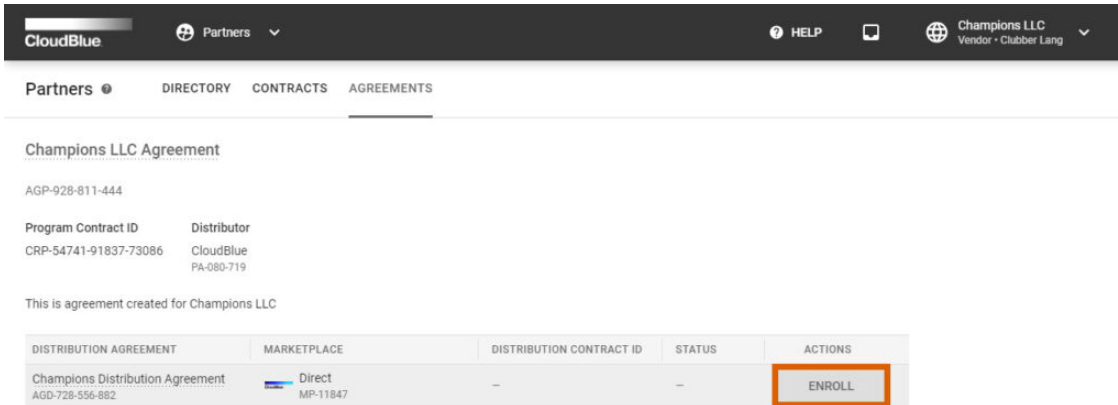 CloudBlue
Partners
HELP
Champions LLC
Vendor • Clubber Lang
Partners
DIRECTORY
CONTRACTS
AGREEMENTS
Champions LLC Agreement
AGP-928-811-444
Program Contract ID
Distributor
CRP-54741-91837-73086
CloudBlue
PA-080-719
This is agreement created for Champions LLC
DISTRIBUTION AGREEMENT
MARKETPLACE
DISTRIBUTION CONTRACT ID
STATUS
ACTIONS
Champions Distribution Agreement
AGD-728-556-882
Direct
MP-11847
–
–
ENROLL